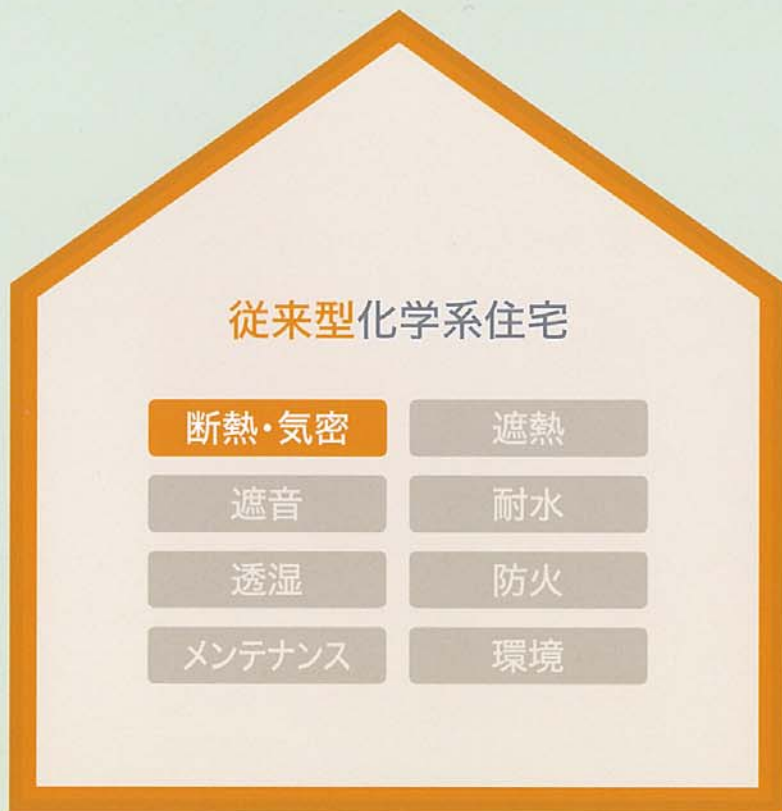 従来型化学系住宅
断熱・気密
遮熱
遮音
耐水
透湿
防火
メンテナンス
環境